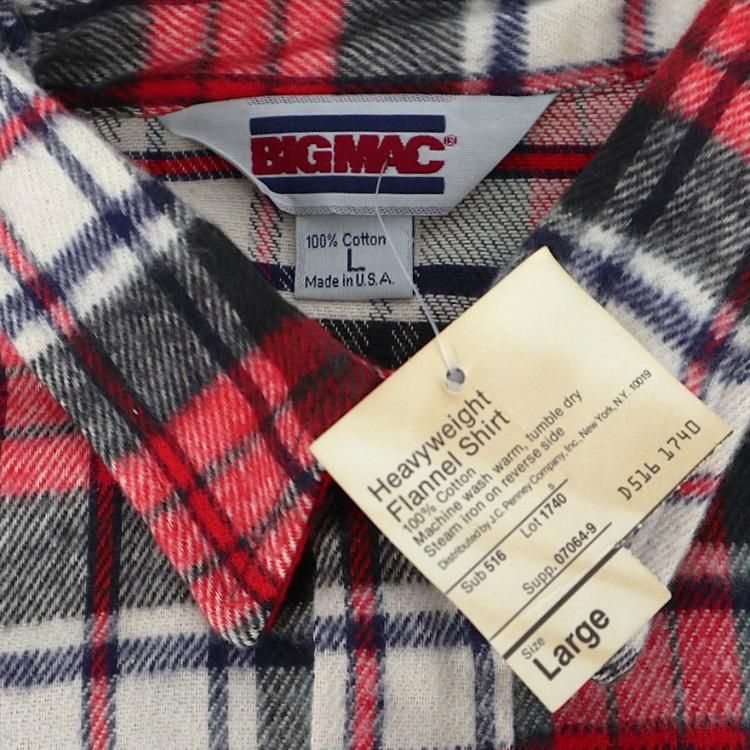 BIG MAC®
100% Cotton
L
Made in U.S.A.
Heavyweight
Flannel Shirt
100% Cotton
Machine wash warm, tumble dry
Steam iron on reverse side
Distributed by J.C. Penney Company, Inc., New York, N.Y. 10019
S
Sub 516 Lot 1740
Supp. 07064-9
D516 1740
Size
Large